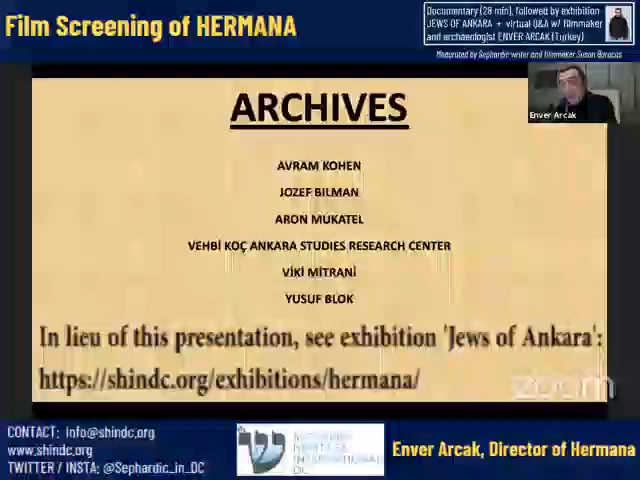 Film Screening of HERMANA
Documentary (28 min), followed by exhibition
JEWS OF ANKARA + virtual Q&A w/ filmmaker
and archaeologist ENVER ARCAK (Turkey)
Moderated by Sephardic writer and filmmaker Susan Barocas
Enver Arcak
ARCHIVES
AVRAM KOHEN
JOZEF BILMAN
ARON MUKATEL
VEHBİ KOÇ ANKARA STUDIES RESEARCH CENTER
VİKİ MİTRANİ
YUSUF BLOK
In lieu of this presentation, see exhibition 'Jews of Ankara':
https://shindc.org/exhibitions/hermana/
zoom
CONTACT: info@shindc.org
www.shindc.org
TWITTER / INSTA: @Sephardic_in_DC
HERITAGE
INTERNATIONAL
DC
Enver Arcak, Director of Hermana